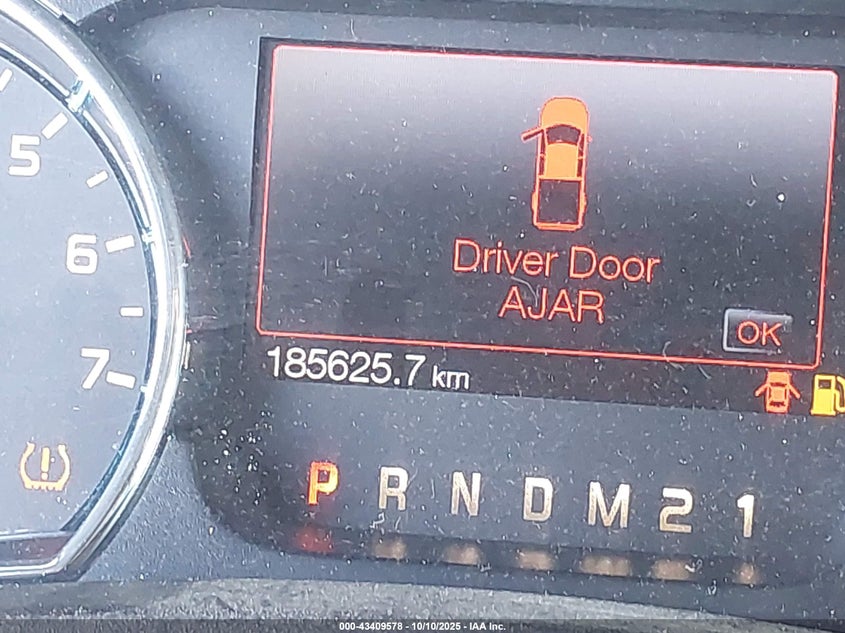 5
6
7
Driver Door
AJAR
OK
185625.7 km
P R N D M 2 1
000-43409578 - 10/10/2025 - IAA Inc.